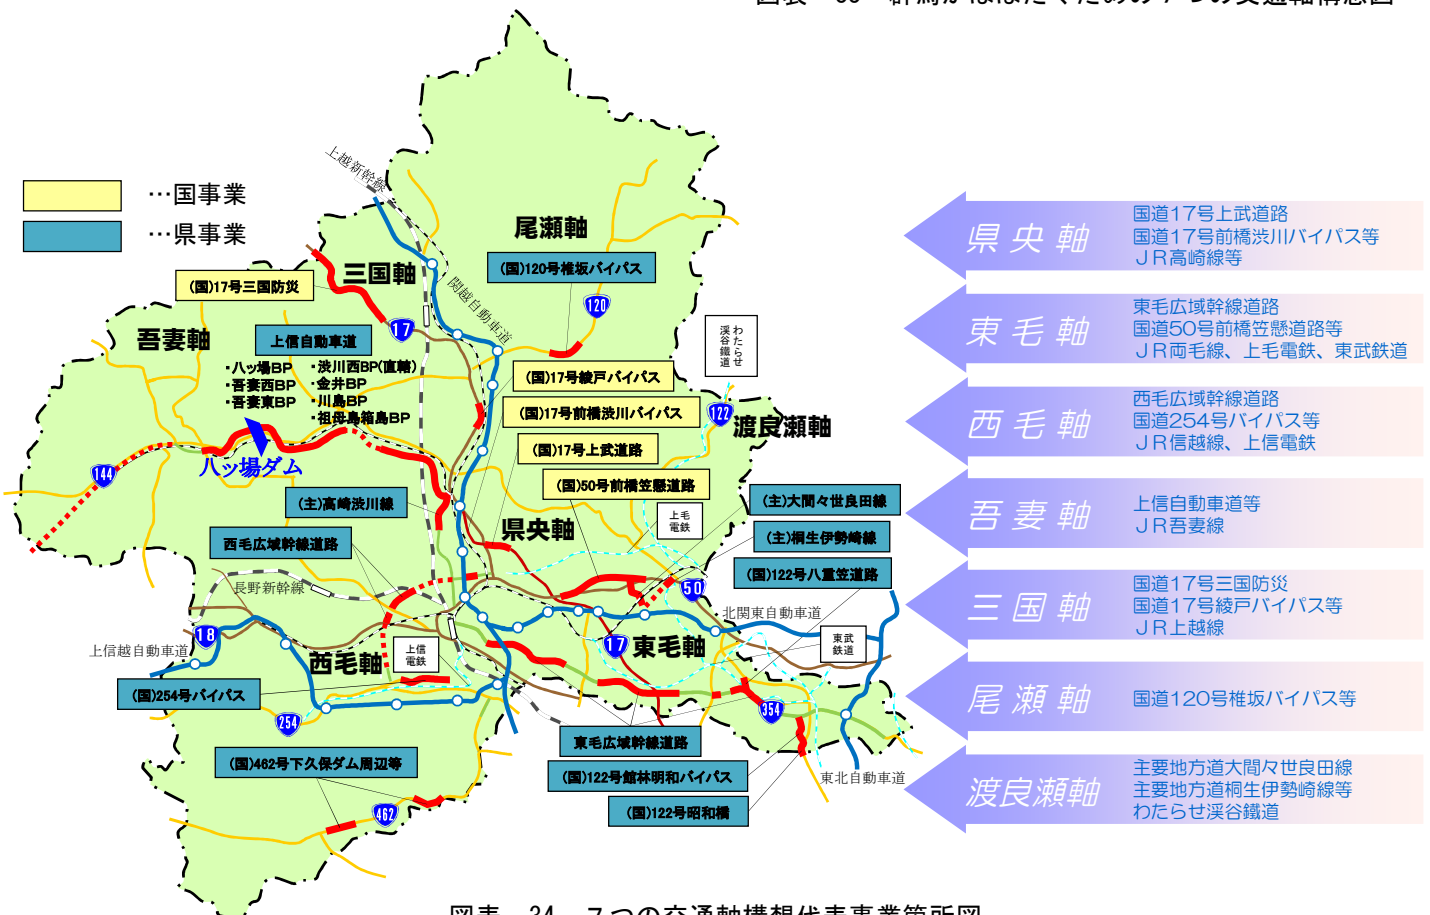 …国事業
…県事業
上越新幹線
尾瀬軸
(国)120号椎坂バイパス
三国軸
(国)17号三国防災
関越自動車道
120
17
吾妻軸
上信自動車道
・八ッ場BP
・吾妻西BP
・吾妻東BP
・渋川西BP(直轄)
・金井BP
・川島BP
・祖母島箱島BP
わたらせ
渓谷鐵道
(国)17号綾戸バイパス
(国)17号前橋渋川バイパス
122
渡良瀬軸
(国)17号上武道路
八ッ場ダム
144
(国)50号前橋笠懸道路
(主)高崎渋川線
(主)大間々世良田線
上毛
電鉄
県央軸
(主)桐生伊勢崎線
西毛広域幹線道路
(国)122号八重笠道路
長野新幹線
50
北関東自動車道
18
17
東毛軸
東武
鉄道
上信越自動車道
西毛軸
上信
電鉄
(国)254号バイパス
254
354
東毛広域幹線道路
(国)462号下久保ダム周辺等
(国)122号館林明和バイパス
東北自動車道
(国)122号昭和橋
462
県央軸
国道17号上武道路
国道17号前橋渋川バイパス等
JR高崎線等
東毛軸
東毛広域幹線道路
国道50号前橋笠懸道路等
JR両毛線、上毛電鉄、東武鉄道
西毛軸
西毛広域幹線道路
国道254号バイパス等
JR信越線、上信電鉄
吾妻軸
上信自動車道等
JR吾妻線
三国軸
国道17号三国防災
国道17号綾戸バイパス等
JR上越線
尾瀬軸
国道120号椎坂バイパス等
渡良瀬軸
主要地方道大間々世良田線
主要地方道桐生伊勢崎線等
わたらせ渓谷鐵道
図表 34 7つの交通軸構想代表事業箇所図